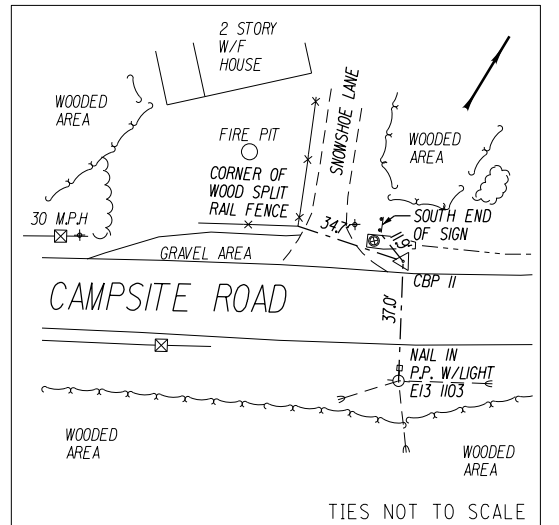 2 STORY
W/F
HOUSE
WOODED
AREA
SNOWSHOE LANE
FIRE PIT
WOODED
AREA
CORNER OF
WOOD SPLIT
RAIL FENCE
30 M.P.H
34.7'
SOUTH END
OF SIGN
GRAVEL AREA
CBP 11
CAMPSITE ROAD
37.0'
NAIL IN
P.P. W/LIGHT
E13 1103
WOODED
AREA
WOODED
AREA
TIES NOT TO SCALE